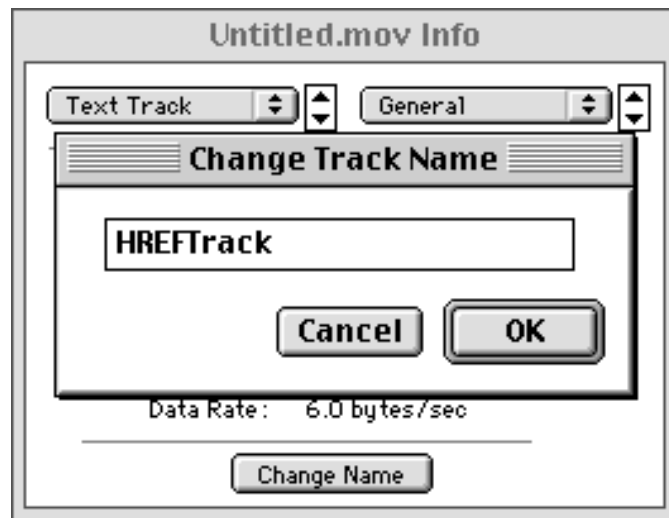 Untitled.mov Info
Text Track General
Change Track Name
HREFTrack
Cancel OK
Data Rate: 6.0 bytes/sec
Change Name